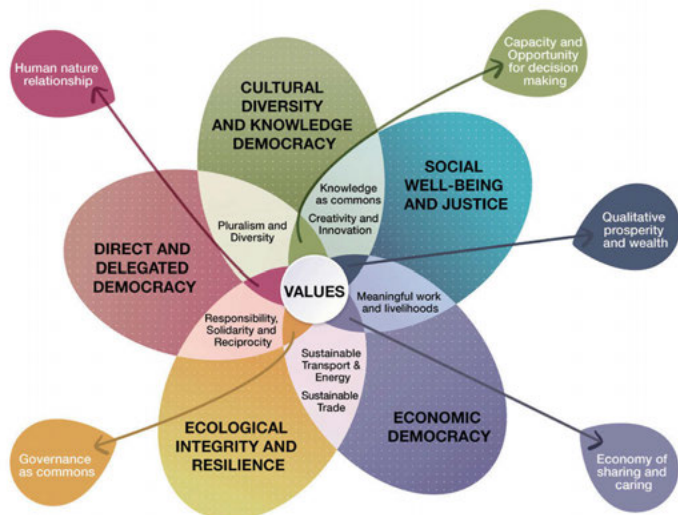 Human nature
relationship
Capacity and
Opportunity
for decision
making
CULTURAL
DIVERSITY
AND KNOWLEDGE
DEMOCRACY
SOCIAL
WELL-BEING
AND JUSTICE
Knowledge
as commons
Creativity and
Innovation
Pluralism and
Diversity
Qualitative
prosperity
and wealth
DIRECT AND
DELEGATED
DEMOCRACY
VALUES
Meaningful work
and livelihoods
Responsibility,
Solidarity and
Reciprocity
Sustainable
Transport &
Energy
Sustainable
Trade
ECOLOGICAL
INTEGRITY AND
RESILIENCE
ECONOMIC
DEMOCRACY
Governance
as commons
Economy of
sharing and
caring